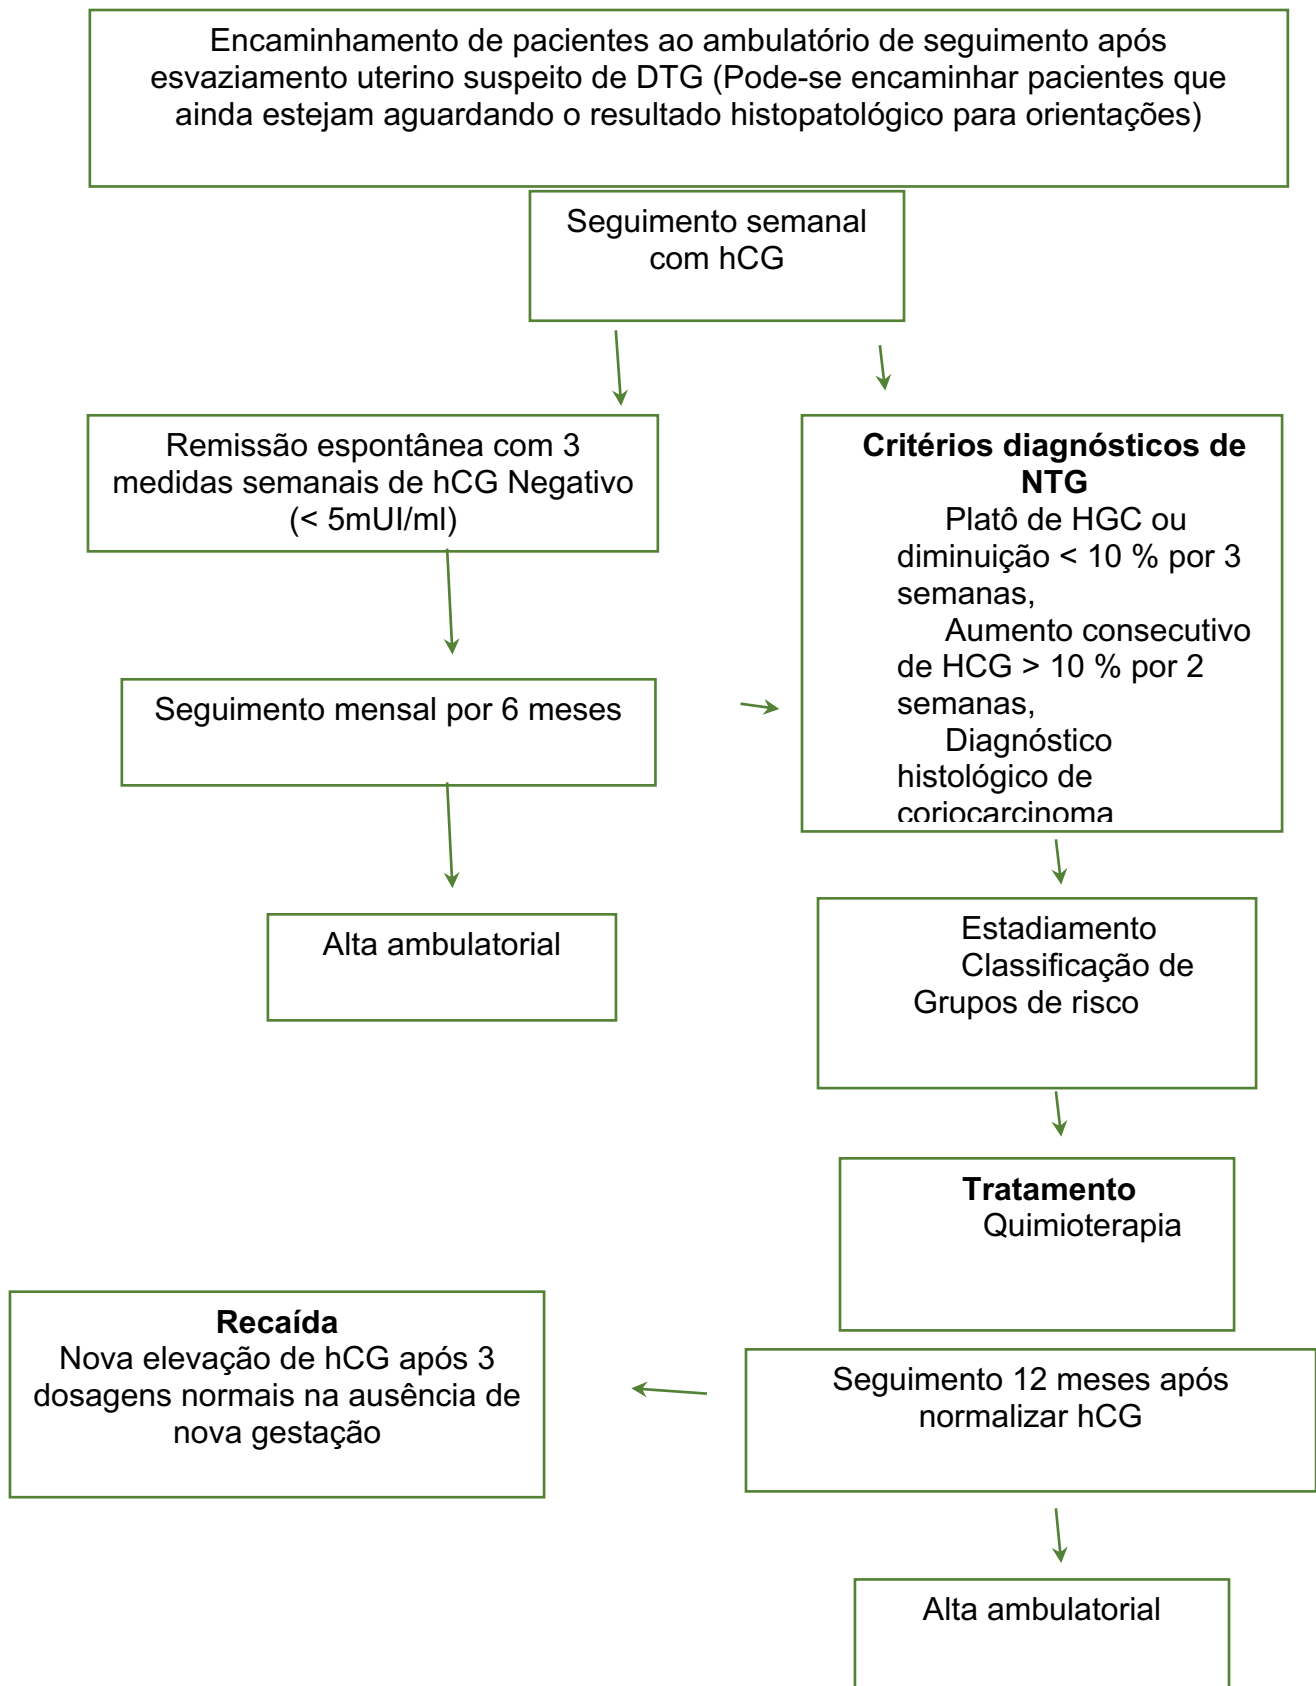 Encaminhamento de pacientes ao ambulatório de seguimento após
esvaziamento uterino suspeito de DTG (Pode-se encaminhar pacientes que
ainda estejam aguardando o resultado histopatológico para orientações)
Seguimento semanal
com hCG
Remissão espontânea com 3
medidas semanais de hCG Negativo
(< 5mUI/ml)
Critérios diagnósticos de
NTG
Platô de HGC ou
diminuição < 10 % por 3
semanas,
Aumento consecutivo
de HCG > 10 % por 2
semanas,
Diagnóstico
histológico de
coriocarcinoma
Seguimento mensal por 6 meses
Alta ambulatorial
Estadiamento
Classificação de
Grupos de risco
Tratamento
Quimioterapia
Recaída
Nova elevação de hCG após 3
dosagens normais na ausência de
nova gestação
Seguimento 12 meses após
normalizar hCG
Alta ambulatorial